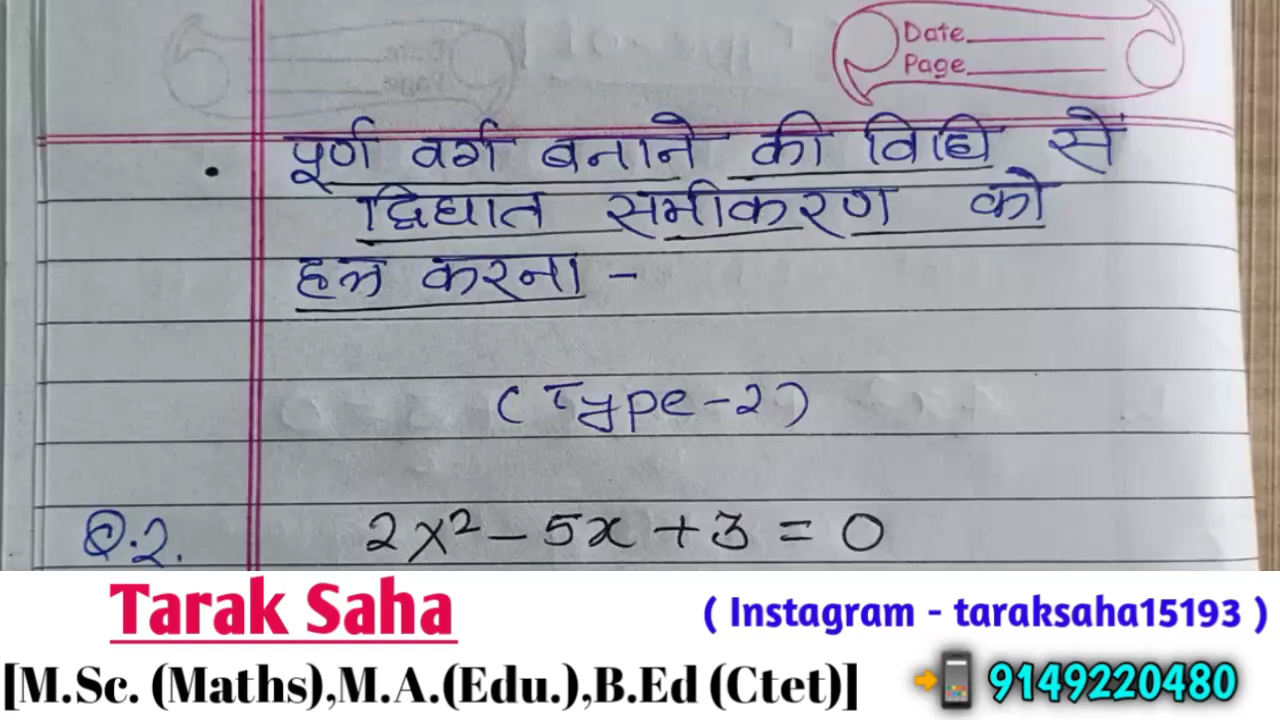 Date
Page
पूर्ण वर्ग बनाने की विधि से
द्विघात समीकरण को
हल करना -
(Type-2)
Q.2. 2x² - 5x + 3 = 0
Tarak Saha
( Instagram - taraksaha15193 )
[M.Sc. (Maths),M.A.(Edu.),B.Ed (Ctet)]
9149220480